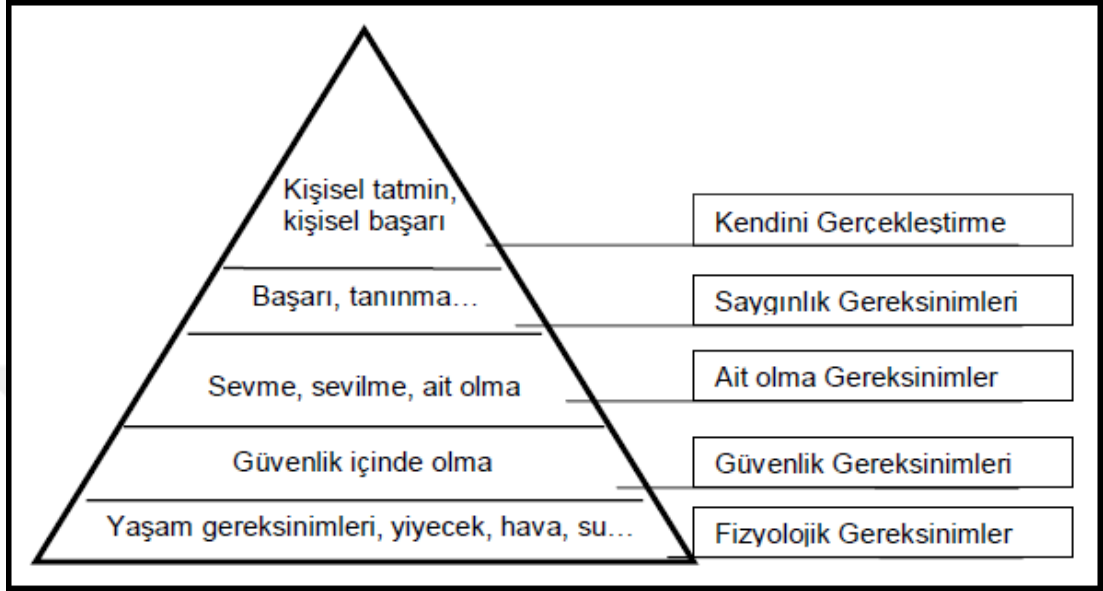 Kişisel tatmin,
kişisel başarı
Kendini Gerçekleştirme
Başarı, tanınma…
Saygınlık Gereksinimleri
Sevme, sevilme, ait olma
Ait olma Gereksinimler
Güvenlik içinde olma
Güvenlik Gereksinimleri
Yaşam gereksinimleri, yiyecek, hava, su…
Fizyolojik Gereksinimler